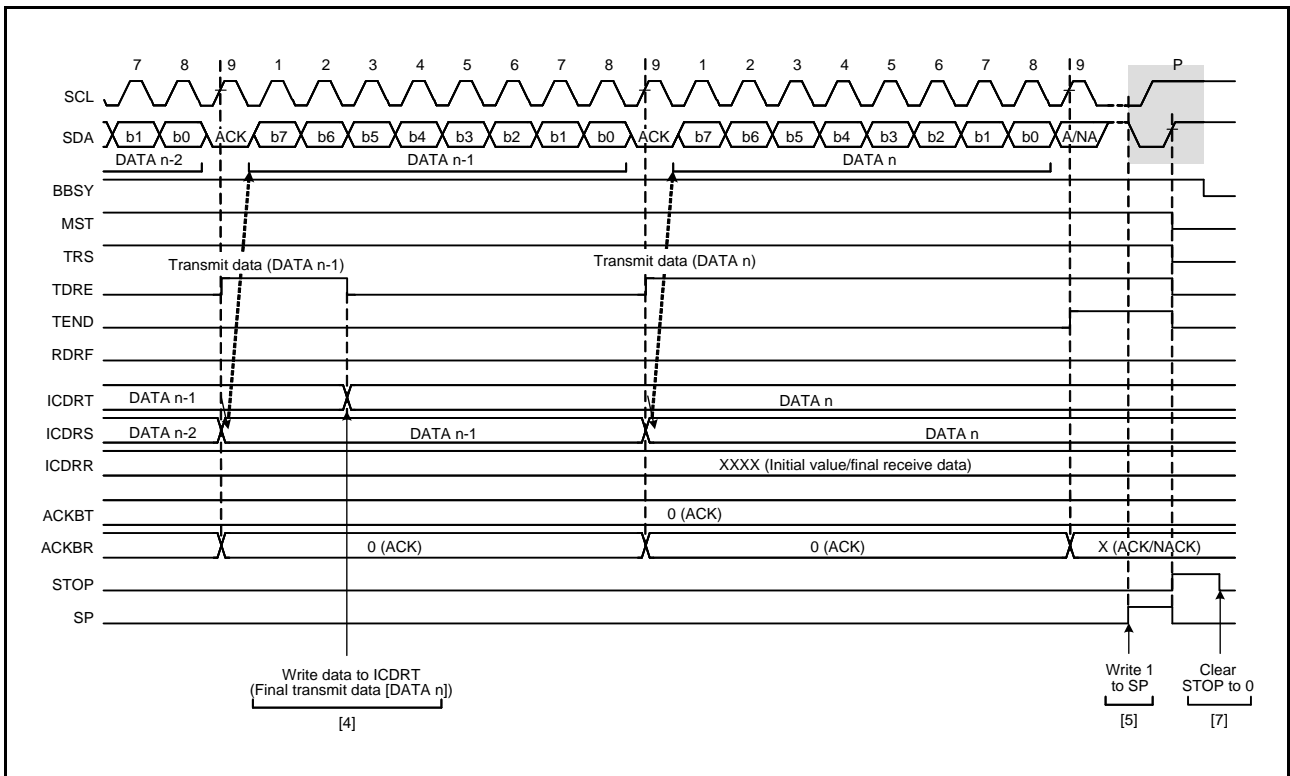 7 8 9 1 2 3 4 5 6 7 8 9 1 2 3 4 5 6 7 8 9 P
SCL
SDA b1 b0 ACK b7 b6 b5 b4 b3 b2 b1 b0 ACK b7 b6 b5 b4 b3 b2 b1 b0 A/NA
DATA n-2 DATA n-1 DATA n
BBSY
MST
TRS
Transmit data (DATA n-1) Transmit data (DATA n)
TDRE
TEND
RDRF
ICDRT DATA n-1 DATA n
ICDRS DATA n-2 DATA n-1 DATA n
ICDRR XXXX (Initial value/final receive data)
ACKBT 0 (ACK)
ACKBR 0 (ACK) 0 (ACK) X (ACK/NACK)
STOP
SP
Write data to ICDRT
(Final transmit data [DATA n])
[4]
Write 1
to SP
[5]
Clear
STOP to 0
[7]